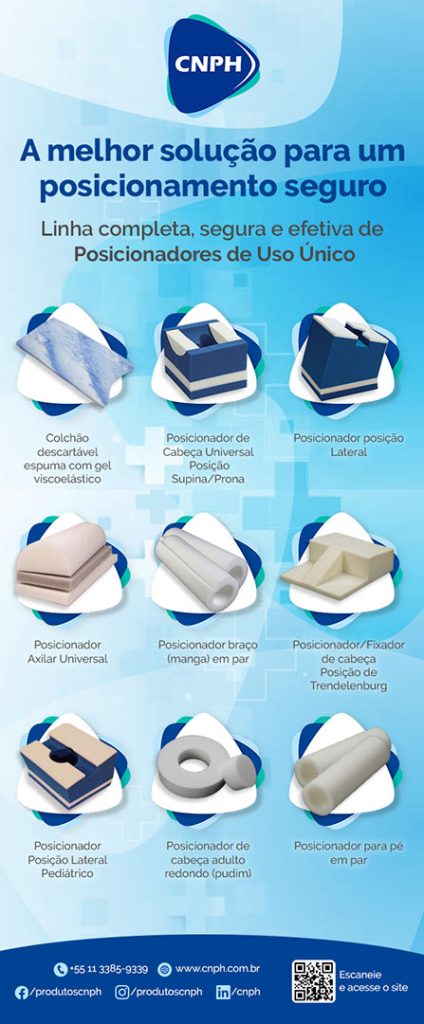 CNPH
A melhor solução para um
posicionamento seguro
Linha completa, segura e efetiva de
Posicionadores de Uso Único
Colchão
descartável
espuma com gel
viscoelástico
Posicionador de
Cabeça Universal
Posição
Supina/Prona
Posicionador posição
Lateral
Posicionador
Axilar Universal
Posicionador braço
(manga) em par
Posicionador/Fixador
de cabeça
Posição de
Trendelenburg
Posicionador
Posição Lateral
Pediátrico
Posicionador de
cabeça adulto
redondo (pudim)
Posicionador para pé
em par
+55 11 3385-9339 www.cnph.com.br
/produtoscnph /produtoscnph /cnph
Escaneie
e acesse o site